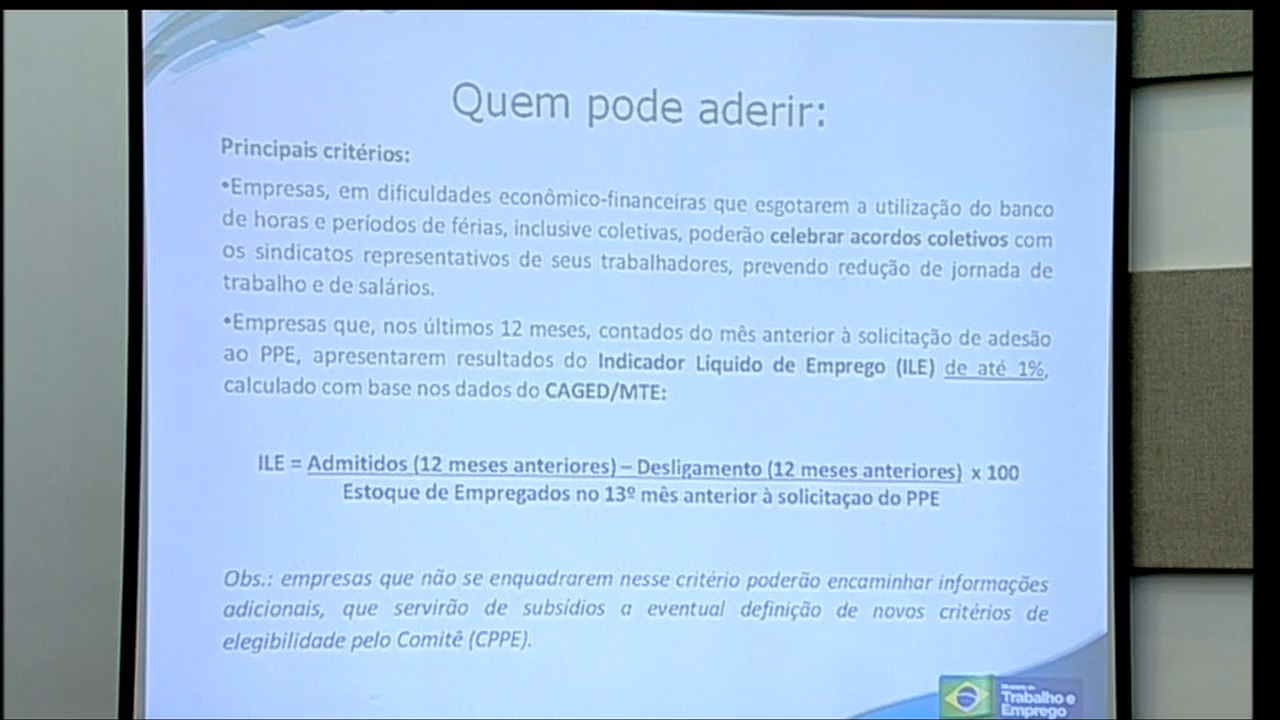 Quem pode aderir:
Principais critérios:
•Empresas, em dificuldades econômico-financeiras que esgotarem a utilização do banco
de horas e períodos de férias, inclusive coletivas, poderão celebrar acordos coletivos com
os sindicatos representativos de seus trabalhadores, prevendo redução de jornada de
trabalho e de salários.
•Empresas que, nos últimos 12 meses, contados do mês anterior à solicitação de adesão
ao PPE, apresentarem resultados do Indicador Líquido de Emprego (ILE) de até 1%,
calculado com base nos dados do CAGED/MTE:
ILE = Admitidos (12 meses anteriores) – Desligamento (12 meses anteriores) x 100
Estoque de Empregados no 13º mês anterior à solicitaçao do PPE
Obs.: empresas que não se enquadrarem nesse critério poderão encaminhar informações
adicionais, que servirão de subsídios a eventual definição de novos critérios de
elegibilidade pelo Comitê (CPPE).
Ministério do
Trabalho e
Emprego